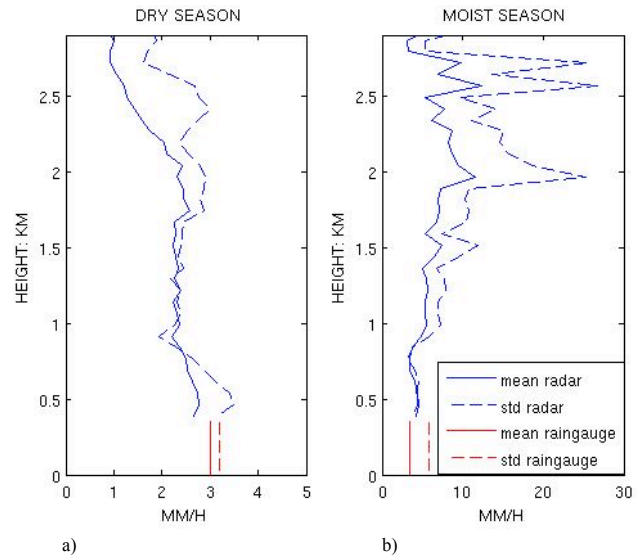 DRY SEASON
HEIGHT: KM
2.5
2
1.5
1
0.5
0
0 1 2 3 4 5
MM/H
a)
MOIST SEASON
HEIGHT: KM
2.5
2
1.5
1
0.5
0
0 10 20 30
MM/H
b)
mean radar
std radar
mean raingauge
std raingauge